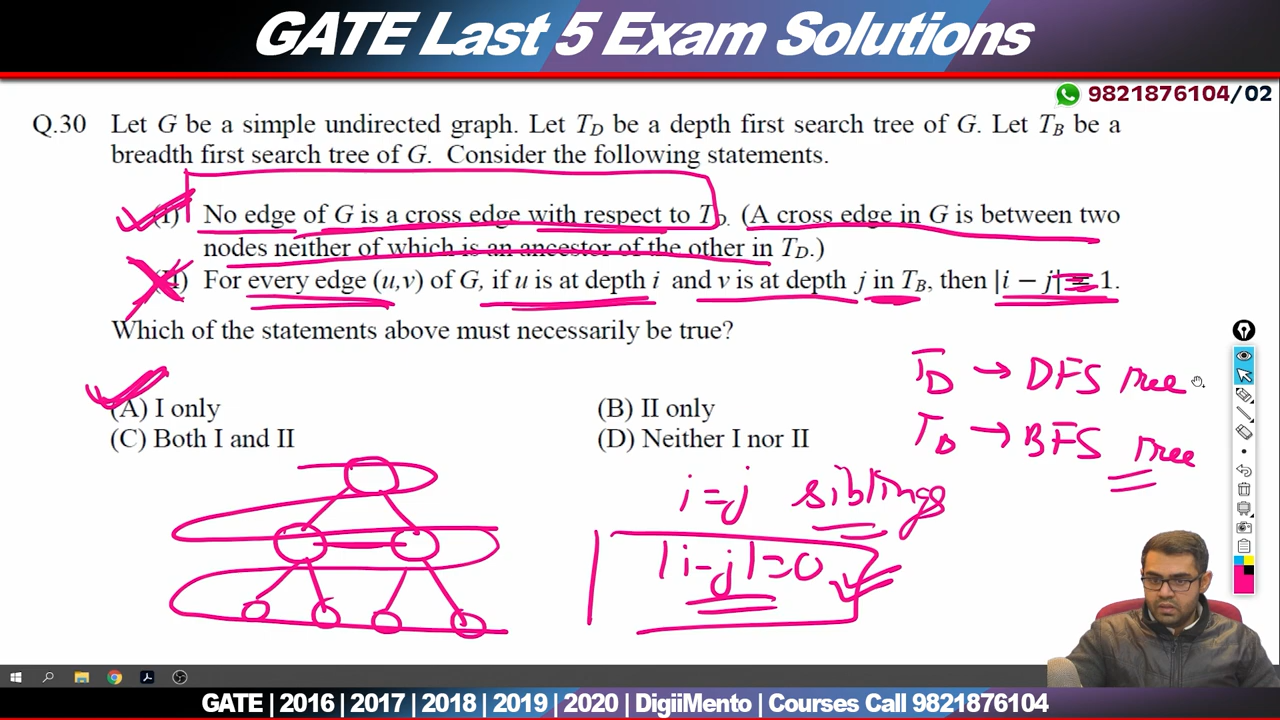 GATE Last 5 Exam Solutions
9821876104/02
Q.30 Let G be a simple undirected graph. Let T_D be a depth first search tree of G. Let T_B be a
breadth first search tree of G. Consider the following statements.
(I) No edge of G is a cross edge with respect to T_D. (A cross edge in G is between two
nodes neither of which is an ancestor of the other in T_D.)
(II) For every edge (u,v) of G, if u is at depth i and v is at depth j in T_B, then |i − j| = 1.
Which of the statements above must necessarily be true?
T_D → DFS tree
(A) I only (B) II only
(C) Both I and II (D) Neither I nor II
T_B → BFS tree
i=j siblings
|i-j|=0
GATE | 2016 | 2017 | 2018 | 2019 | 2020 | DigiiMento | Courses Call 9821876104